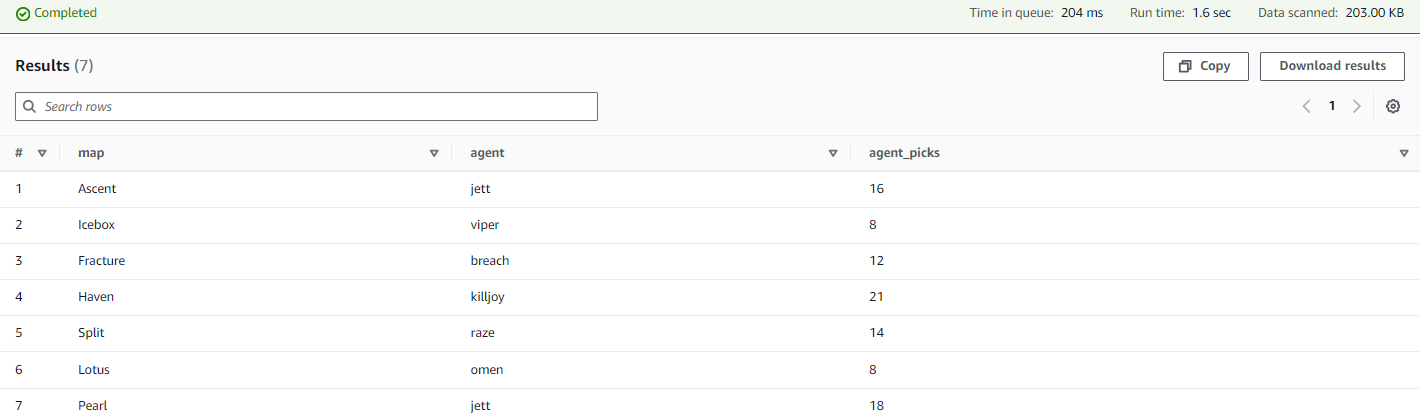 Completed Time in queue: 204 ms Run time: 1.6 sec Data scanned: 203.00 KB
Results (7) Copy Download results
Search rows 1
# map agent agent_picks
1 Ascent jett 16
2 Icebox viper 8
3 Fracture breach 12
4 Haven killjoy 21
5 Split raze 14
6 Lotus omen 8
7 Pearl jett 18